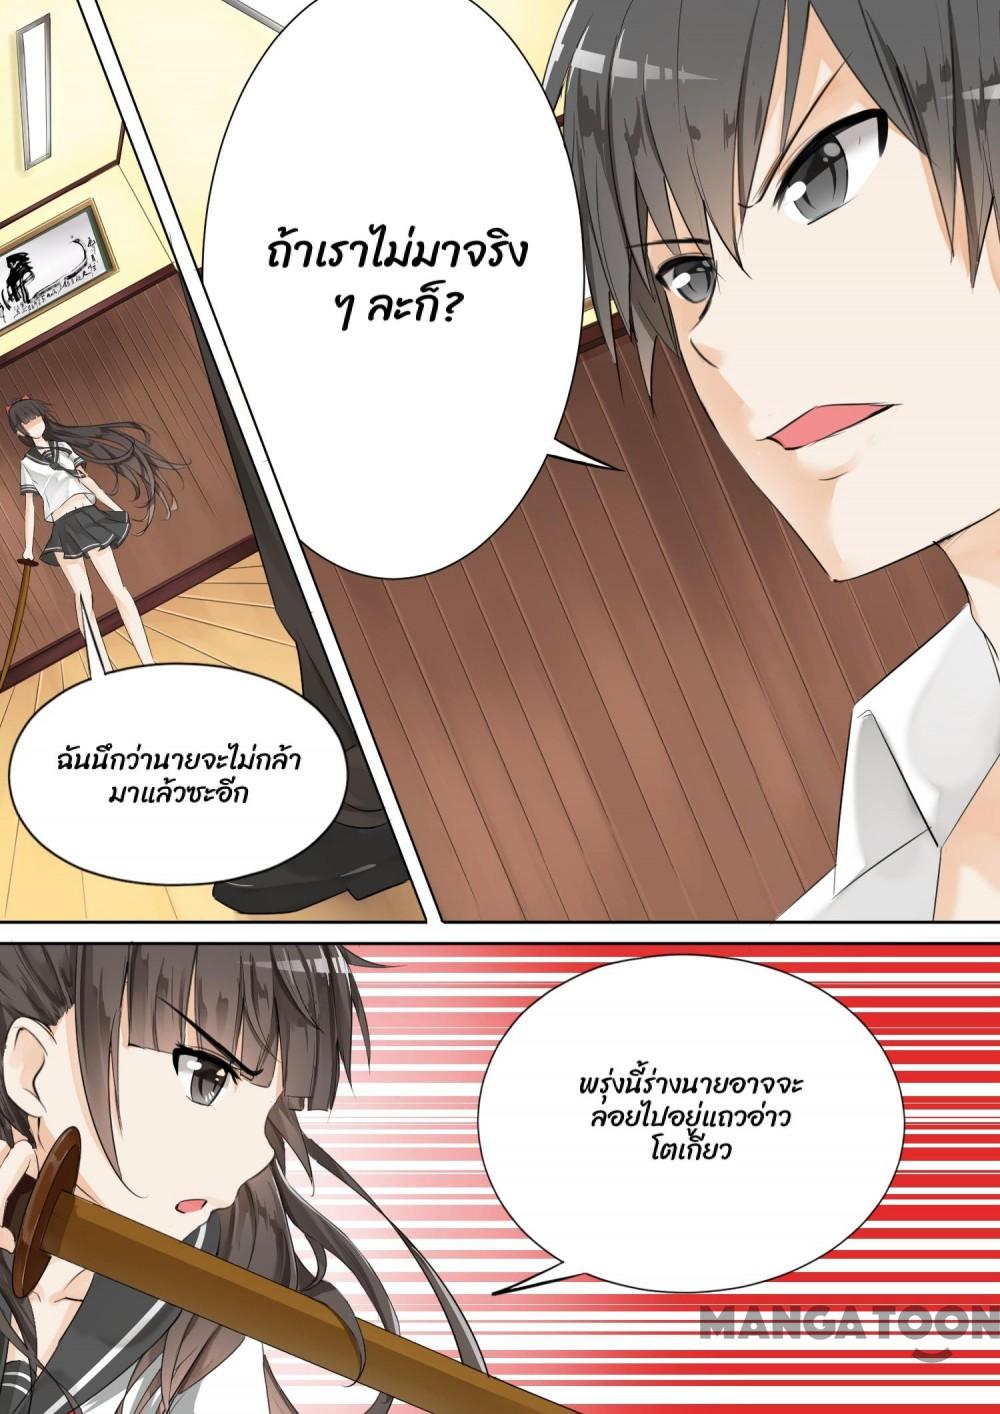 ฉันนึกว่านายจะไม่กล้า
มาแล้วซะอีก
ถ้าเราไม่มาจริง
ๆ ละก็?
พรุ่งนี้ร่างนายอาจจะ
ลอยไปอยู่แถวอ่าว
โตเกียว
MANGATOON